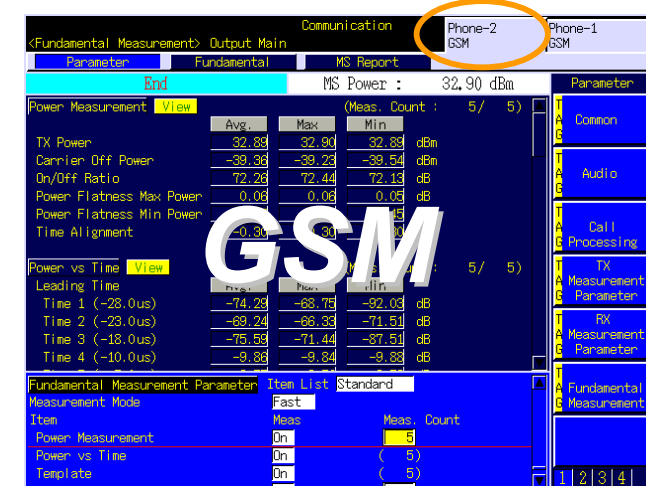 Communication
Phone-2
GSM
Phone-1
GSM
<Fundamental Measurement> Output Main
Parameter Fundamental MS Report
End MS Power : 32.90 dBm Parameter
Power Measurement View (Meas. Count : 5/ 5)
Avg. Max Min
TX Power 32.89 32.90 32.89 dBm
Carrier Off Power -39.36 -39.23 -39.54 dBm
On/Off Ratio 72.26 72.44 72.13 dB
Power Flatness Max Power 0.06 0.06 0.05 dB
Power Flatness Min Power
Time Alignment -0.30
GSM
Power vs Time View 5/ 5)
Leading Time
Time 1 (-28.0us) -74.29 -68.75 -92.03 dB
Time 2 (-23.0us) -69.24 -66.33 -71.51 dB
Time 3 (-18.0us) -75.59 -71.44 -87.51 dB
Time 4 (-10.0us) -9.86 -9.84 -9.88 dB
Fundamental Measurement Parameter Item List Standard
Measurement Mode Fast
Item Meas Meas. Count
Power Measurement On 5
Power vs Time On ( 5)
Template On ( 5)
TAG Common
TAG Audio
TAG Call Processing
TAG TX Measurement Parameter
TAG RX Measurement Parameter
TAG Fundamental Measurement
1 2 3 4